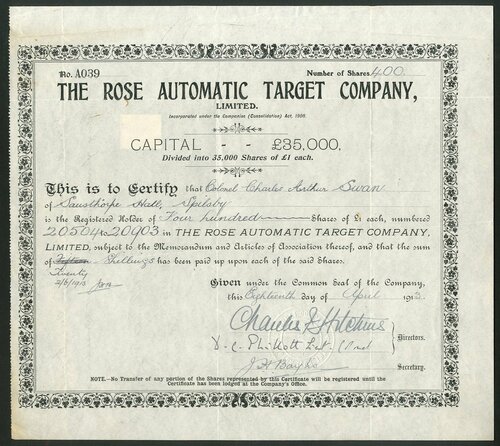 No. A039 Number of Shares 400
THE ROSE AUTOMATIC TARGET COMPANY,
LIMITED.
Incorporated under the Companies (Consolidation) Act, 1908.
CAPITAL - - £35,000,
Divided into 35,000 Shares of £1 each.
This is to Certify that Colonel Charles Arthur Swan
of Sausthorpe Hall, Spilsby
is the Registered Holder of Four hundred Shares of £1 each, numbered
20504 to 20903 in THE ROSE AUTOMATIC TARGET COMPANY,
LIMITED, subject to the Memorandum and Articles of Association thereof, and that the sum
of Fifteen Shillings has been paid up upon each of the said Shares.
Twenty
Given under the Common Seal of the Company,
this Eighteenth day of April 191
Charles
Directors.
Secretary.
NOTE.—No Transfer of any portion of the Shares represented by this Certificate will be registered until the
Certificate has been lodged at the Company's Office.